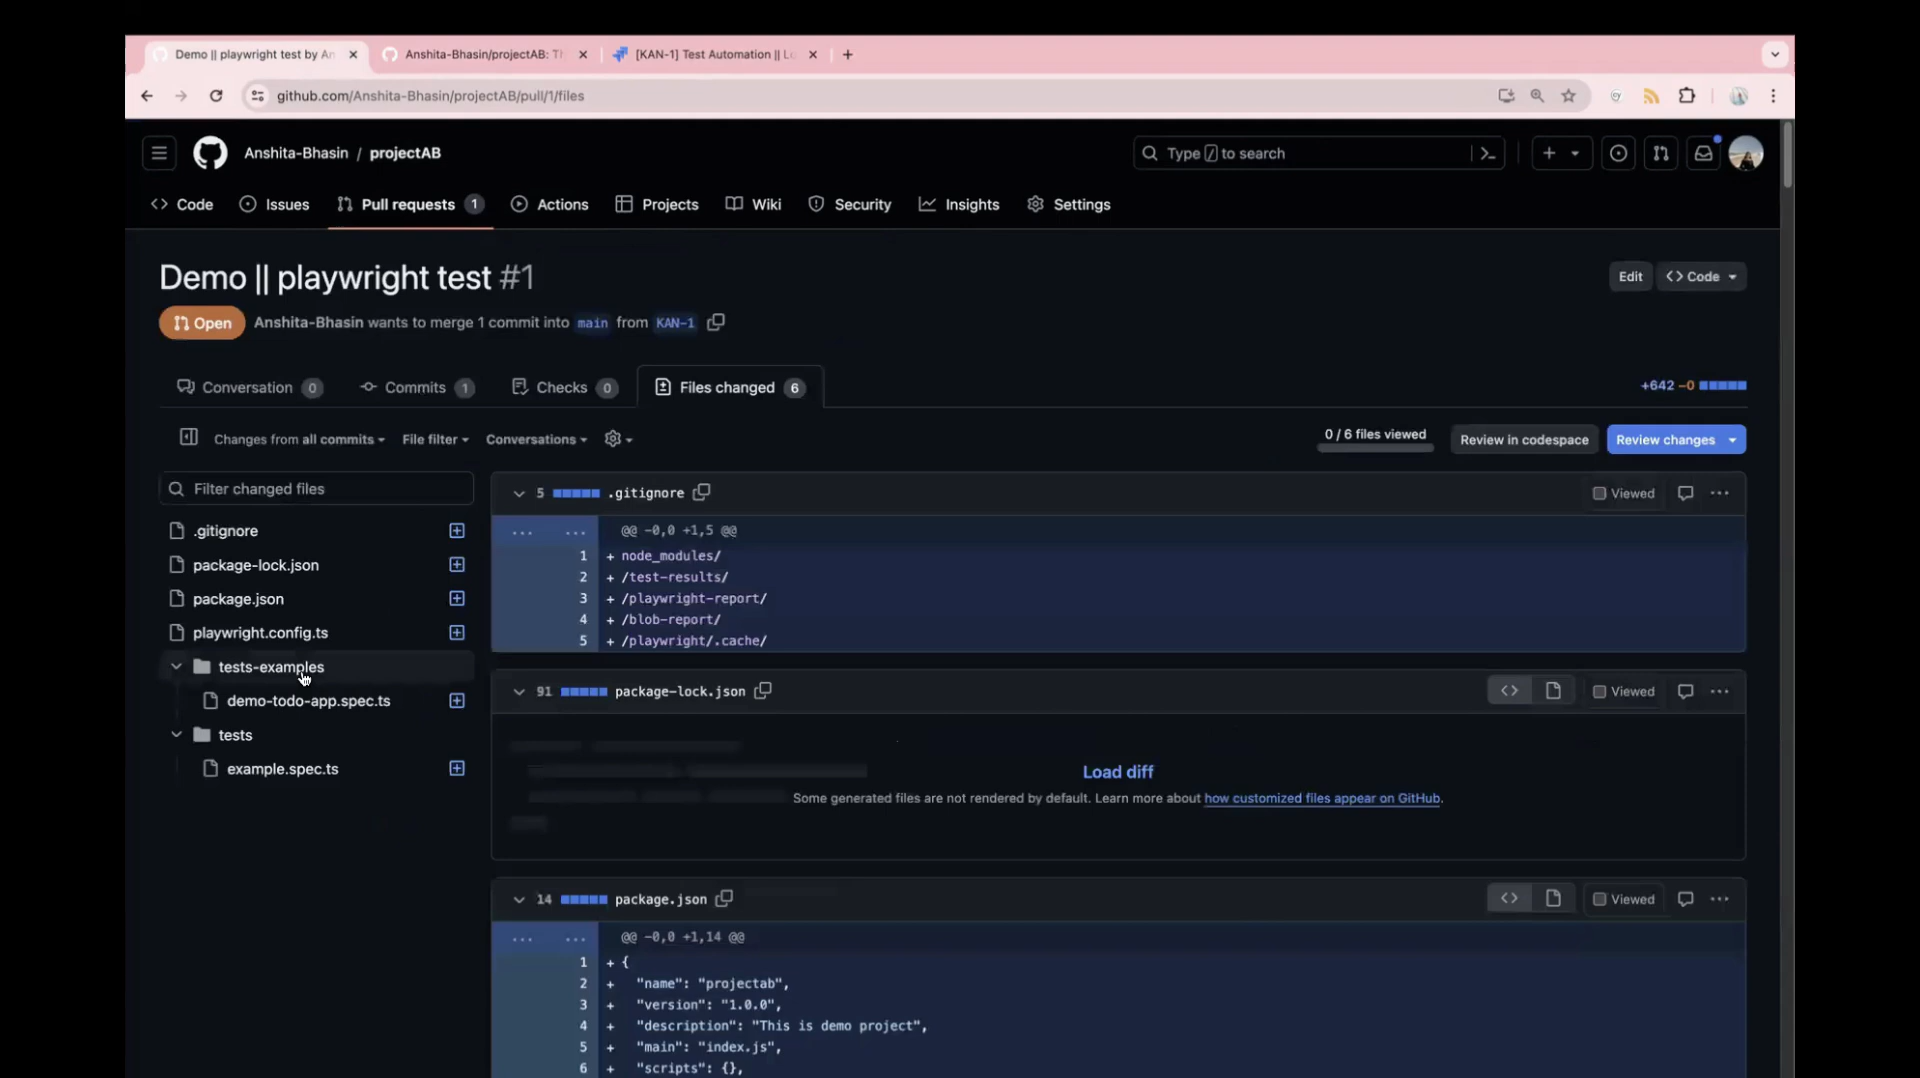 Demo || playwright test by An
Anshita-Bhasin/projectAB: Th
[KAN-1] Test Automation || Lo
github.com/Anshita-Bhasin/projectAB/pull/1/files
Anshita-Bhasin / projectAB
Type / to search
Code
Issues
Pull requests 1
Actions
Projects
Wiki
Security
Insights
Settings
Demo || playwright test #1
Edit
Code
Open
Anshita-Bhasin wants to merge 1 commit into main from KAN-1
Conversation 0
Commits 1
Checks 0
Files changed 6
+642 −0
Changes from all commits
File filter
Conversations
0 / 6 files viewed
Review in codespace
Review changes
Filter changed files
.gitignore
package-lock.json
package.json
playwright.config.ts
tests-examples
demo-todo-app.spec.ts
tests
example.spec.ts
5 .gitignore
Viewed
... ... @@ -0,0 +1,5 @@
1 + node_modules/
2 + /test-results/
3 + /playwright-report/
4 + /blob-report/
5 + /playwright/.cache/
91 package-lock.json
Viewed
Load diff
Some generated files are not rendered by default. Learn more about how customized files appear on GitHub.
14 package.json
Viewed
... ... @@ -0,0 +1,14 @@
1 + {
2 + "name": "projectab",
3 + "version": "1.0.0",
4 + "description": "This is demo project",
5 + "main": "index.js",
6 + "scripts": {},